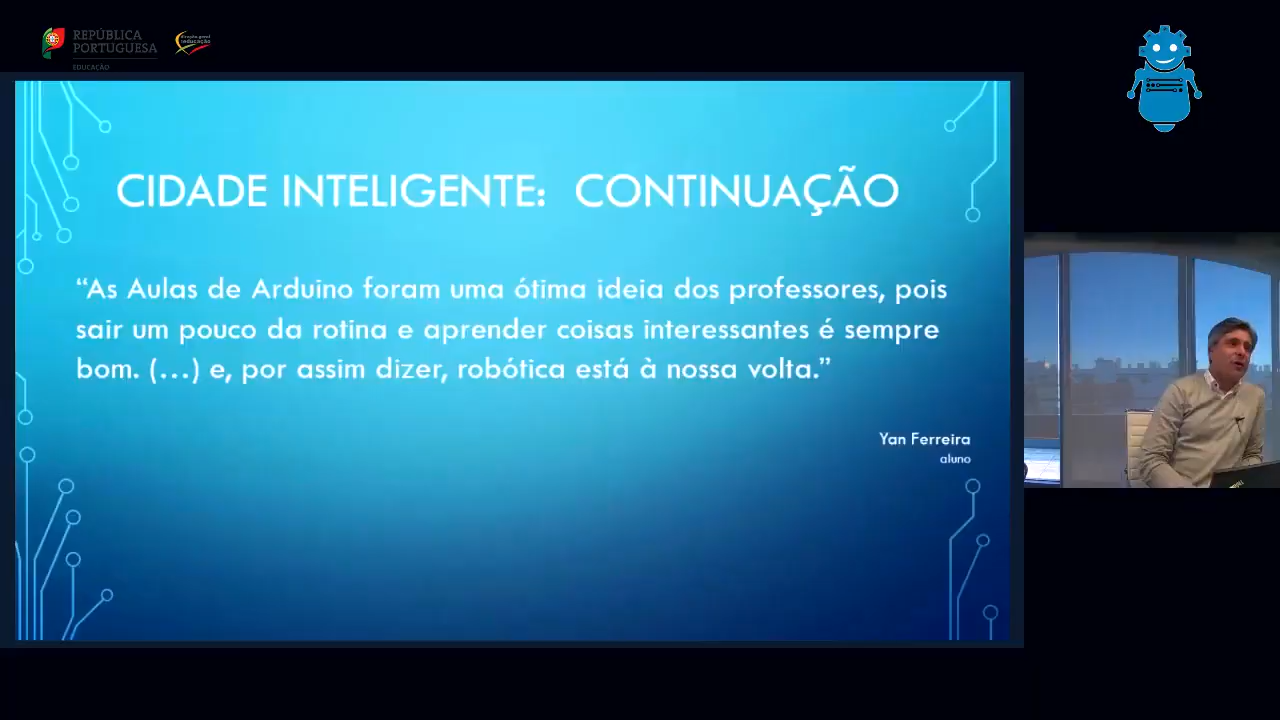 REPÚBLICA
PORTUGUESA
EDUCAÇÃO
CIDADE INTELIGENTE: CONTINUAÇÃO
“As Aulas de Arduino foram uma ótima ideia dos professores, pois
sair um pouco da rotina e aprender coisas interessantes é sempre
bom. (…) e, por assim dizer, robótica está à nossa volta.”
Yan Ferreira
aluno